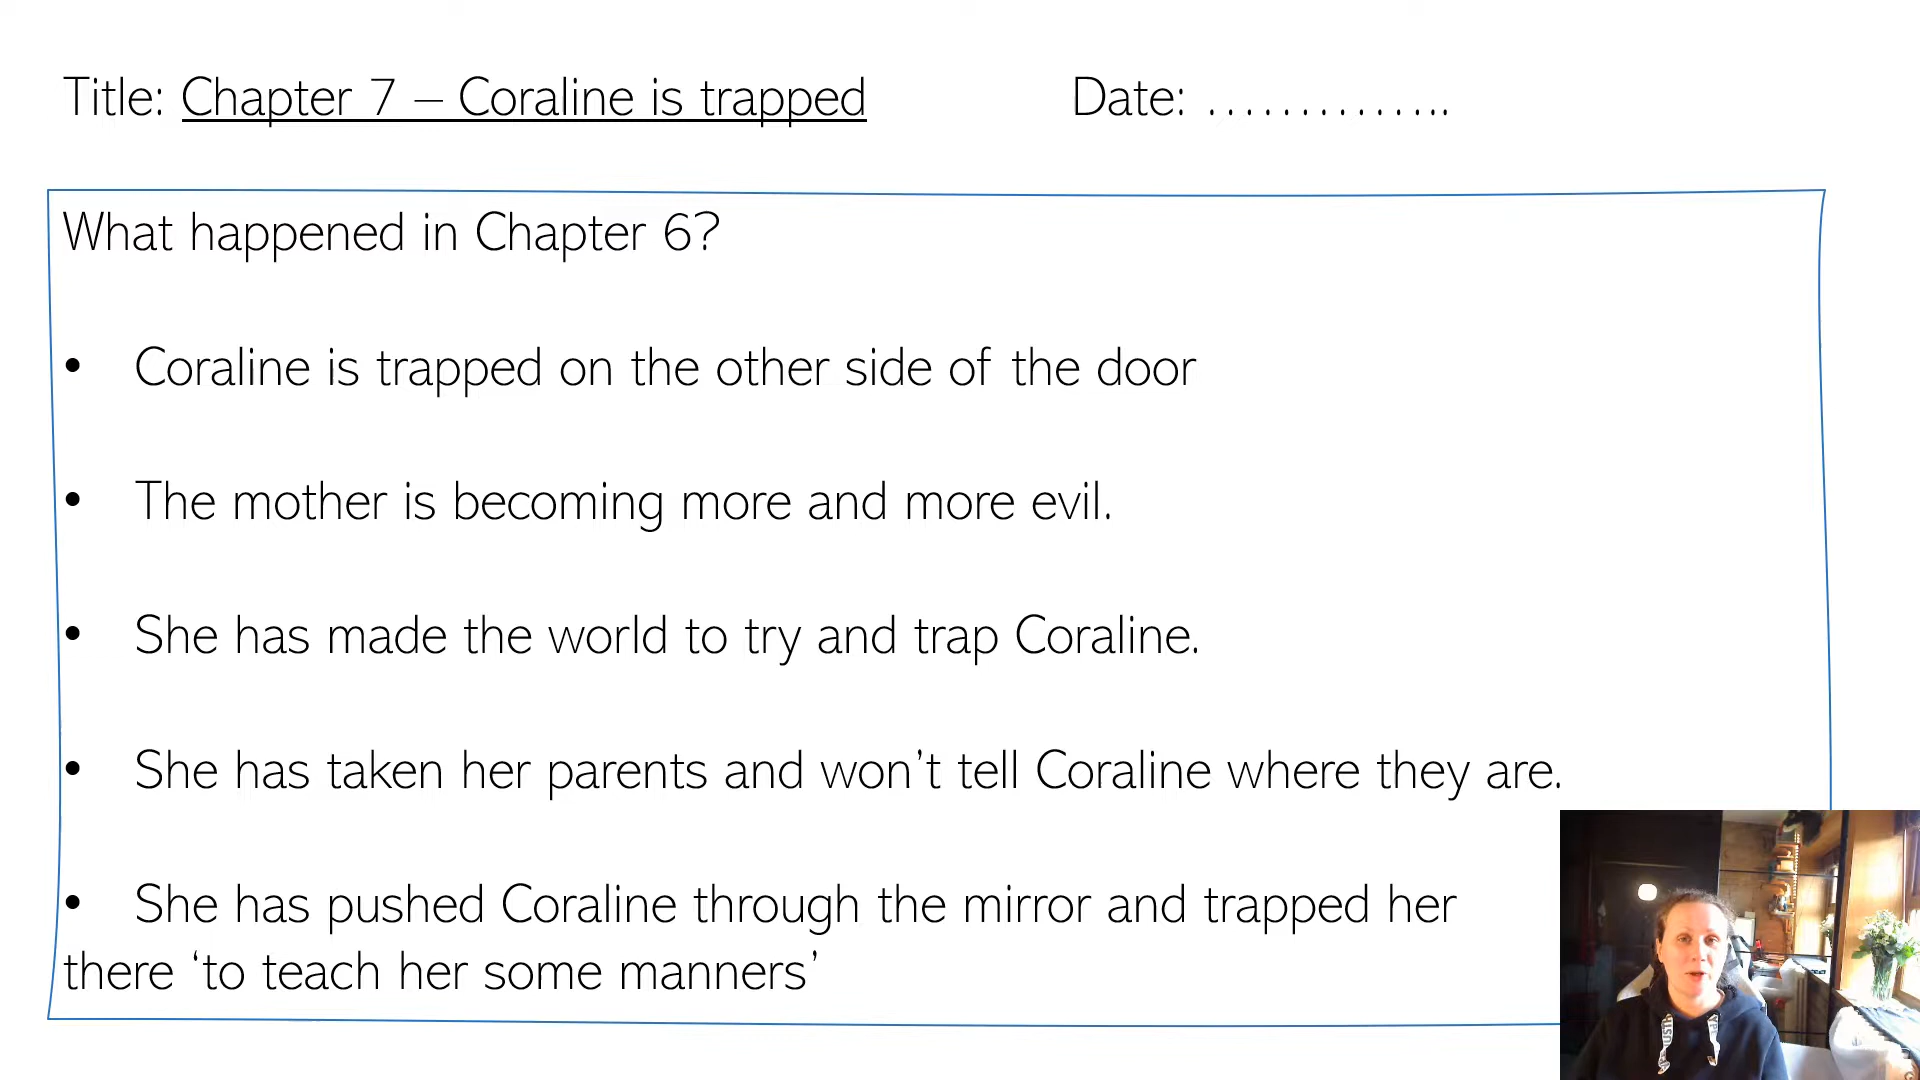 Title: Chapter 7 – Coraline is trapped Date: …………..
What happened in Chapter 6?
• Coraline is trapped on the other side of the door
• The mother is becoming more and more evil.
• She has made the world to try and trap Coraline.
• She has taken her parents and won’t tell Coraline where they are.
• She has pushed Coraline through the mirror and trapped her
there ‘to teach her some manners’